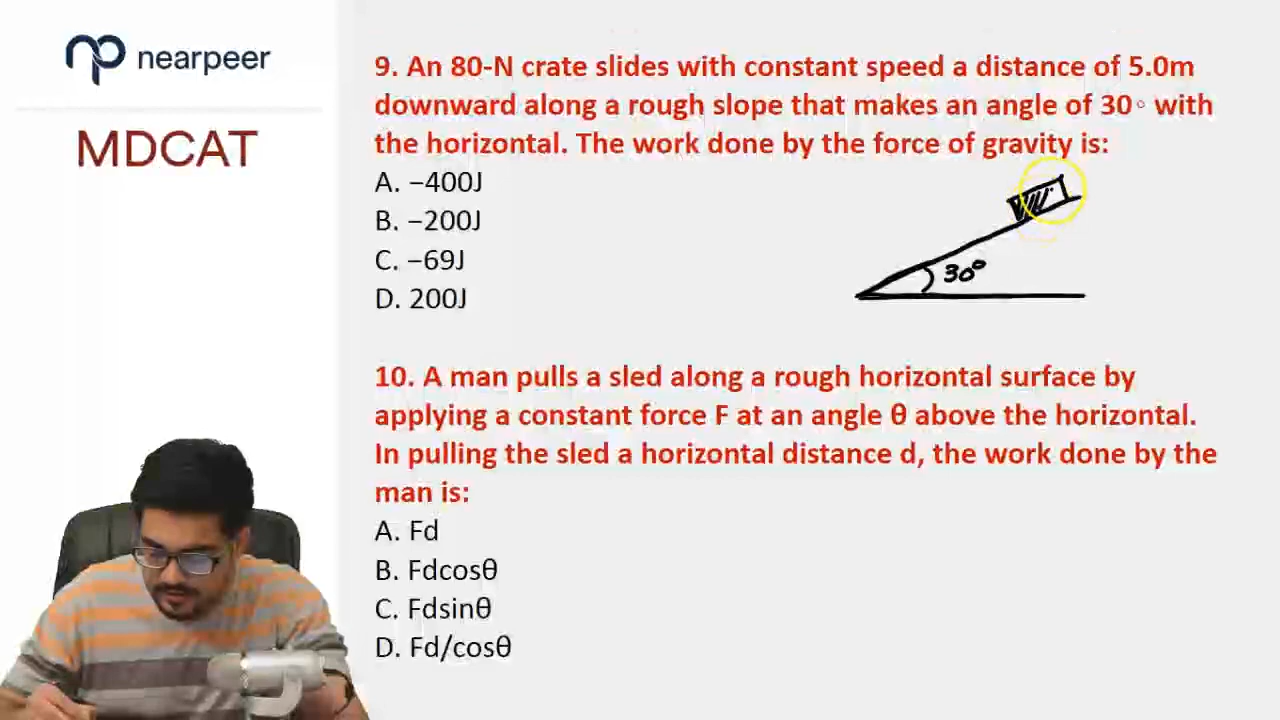 nearpeer
MDCAT
9. An 80-N crate slides with constant speed a distance of 5.0m
downward along a rough slope that makes an angle of 30◦ with
the horizontal. The work done by the force of gravity is:
A. −400J
B. −200J
C. −69J
D. 200J
30°
10. A man pulls a sled along a rough horizontal surface by
applying a constant force F at an angle θ above the horizontal.
In pulling the sled a horizontal distance d, the work done by the
man is:
A. Fd
B. Fdcosθ
C. Fdsinθ
D. Fd/cosθ